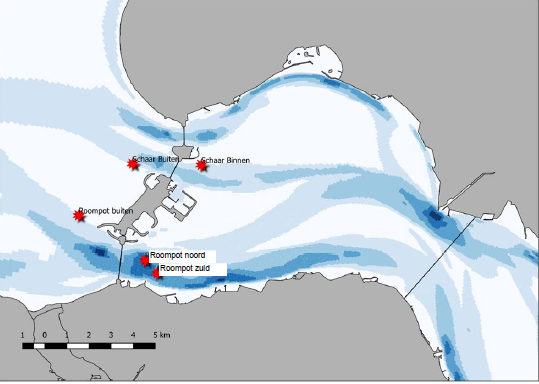 Schaar Buiten
Schaar Binnen
Roompot buiten
Roompot noord
Roompot zuid
1 0 1 2 3 4 5 km